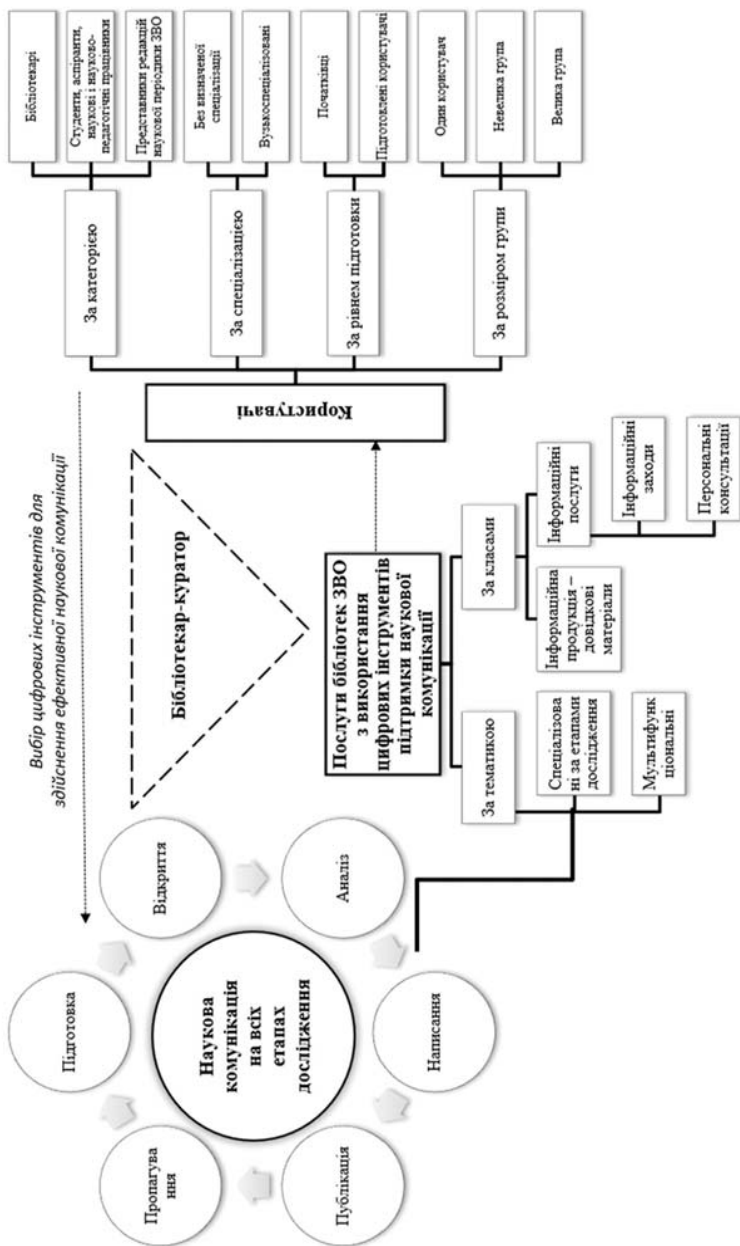 Вибір цифрових інструментів для
здійснення ефективної наукової комунікації
Підготовка
Відкриття
Аналіз
Написання
Публікація
Пропагува
ння
Наукова
комунікація
на всіх
етапах
дослідження
Бібліотекар-куратор
Послуги бібліотек ЗВО
з використання
цифрових інструментів
підтримки наукової
комунікації
За тематикою
Спеціалізова
ні за етапами
дослідження
Мультифунк
ціональні
За класами
Інформаційна
продукція –
довідкові
матеріали
Інформаційні
послуги
Інформаційні
заходи
Персональні
консультації
Користувачі
За категорією
Бібліотекарі
Студенти, аспіранти,
наукові і науково-
педагогічні працівники
Представники редакцій
наукової періодики ЗВО
За спеціалізацією
Без визначеної
спеціалізації
Вузькоспеціалізовані
За рівнем підготовки
Початківці
Підготовлені користувачі
За розміром групи
Один користувач
Невелика група
Велика група